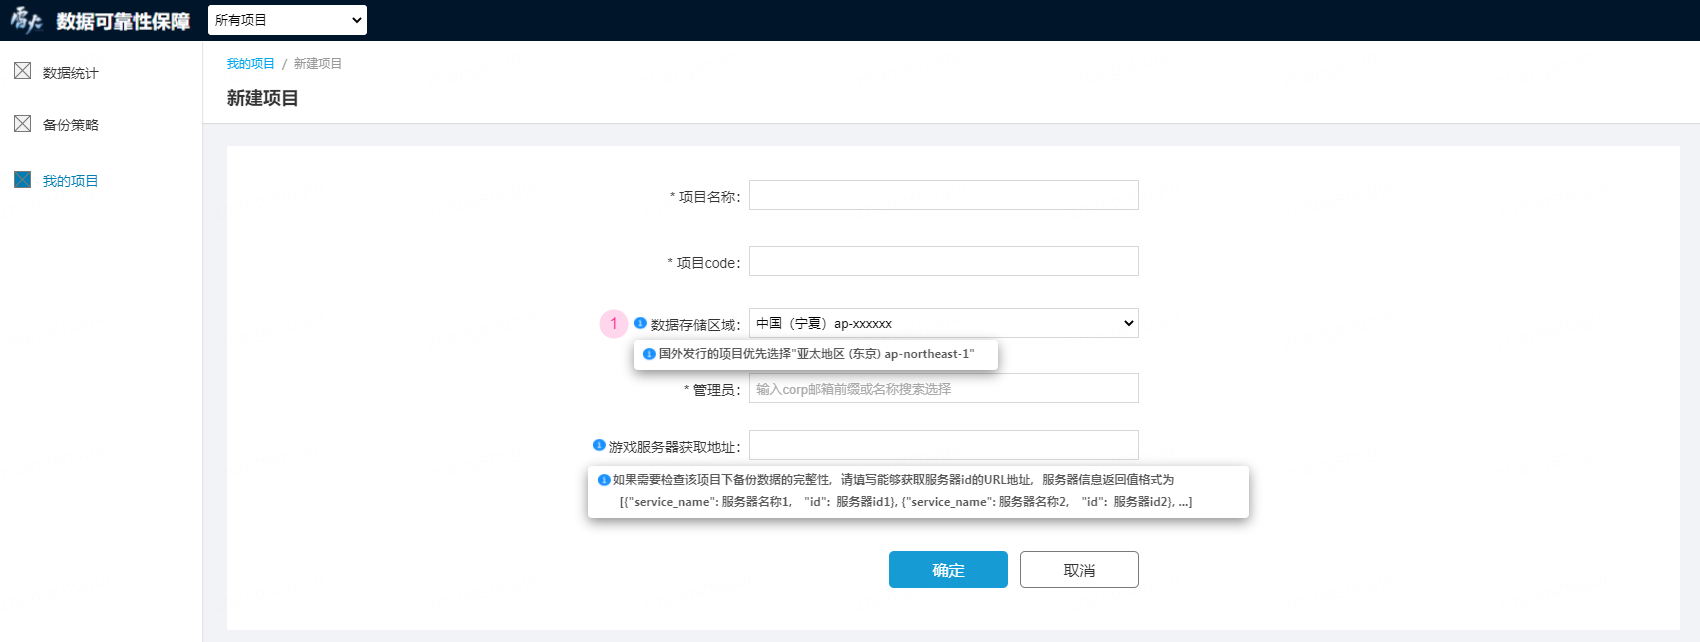 雷火 数据可靠性保障 所有项目
数据统计
备份策略
我的项目
我的项目 / 新建项目
新建项目
* 项目名称:
* 项目code:
1 数据存储区域: 中国（宁夏）ap-xxxxxx
国外发行的项目优先选择"亚太地区 (东京) ap-northeast-1"
* 管理员: 输入corp邮箱前缀或名称搜索选择
游戏服务器获取地址:
如果需要检查该项目下备份数据的完整性，请填写能够获取服务器id的URL地址，服务器信息返回值格式为
[{"service_name": 服务器名称1, "id": 服务器id1}, {"service_name": 服务器名称2, "id": 服务器id2}, ...]
确定 取消